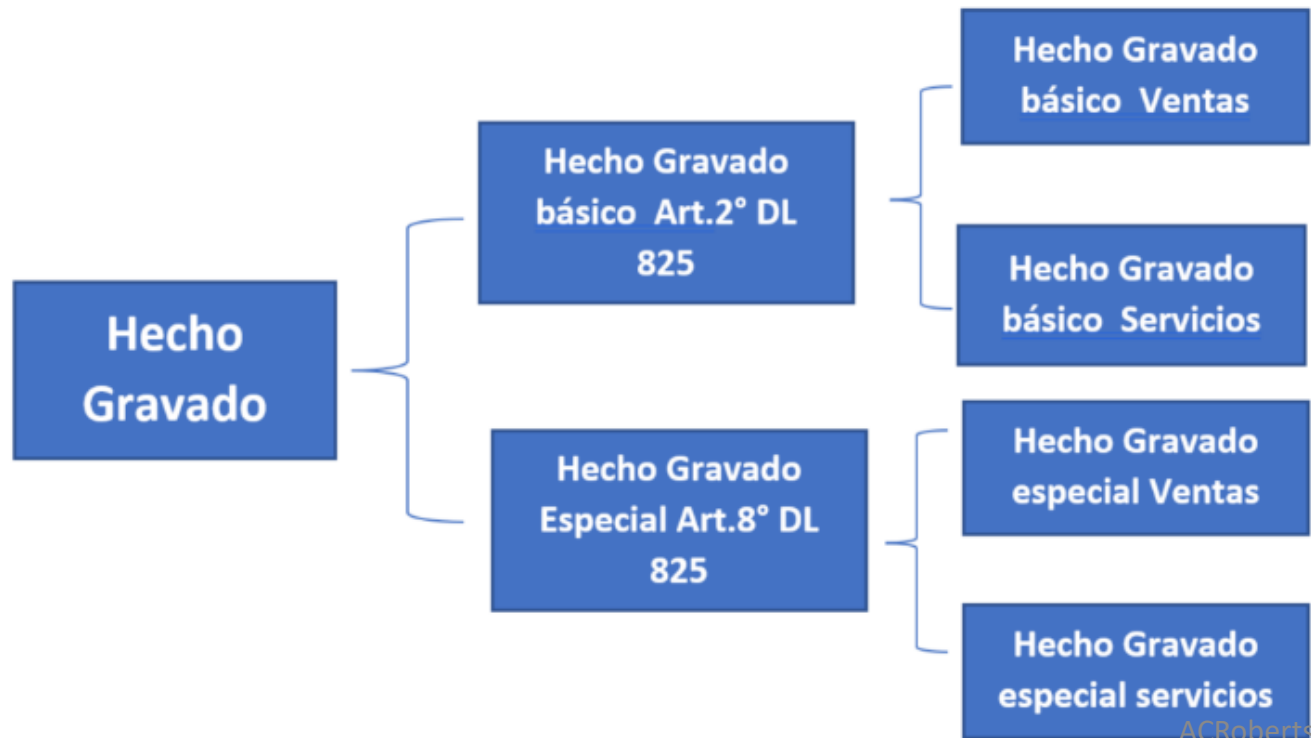 Hecho
Gravado
Hecho Gravado
básico Art.2° DL
825
Hecho Gravado
Especial Art.8° DL
825
Hecho Gravado
básico Ventas
Hecho Gravado
básico Servicios
Hecho Gravado
especial Ventas
Hecho Gravado
especial servicios
ACRoberts